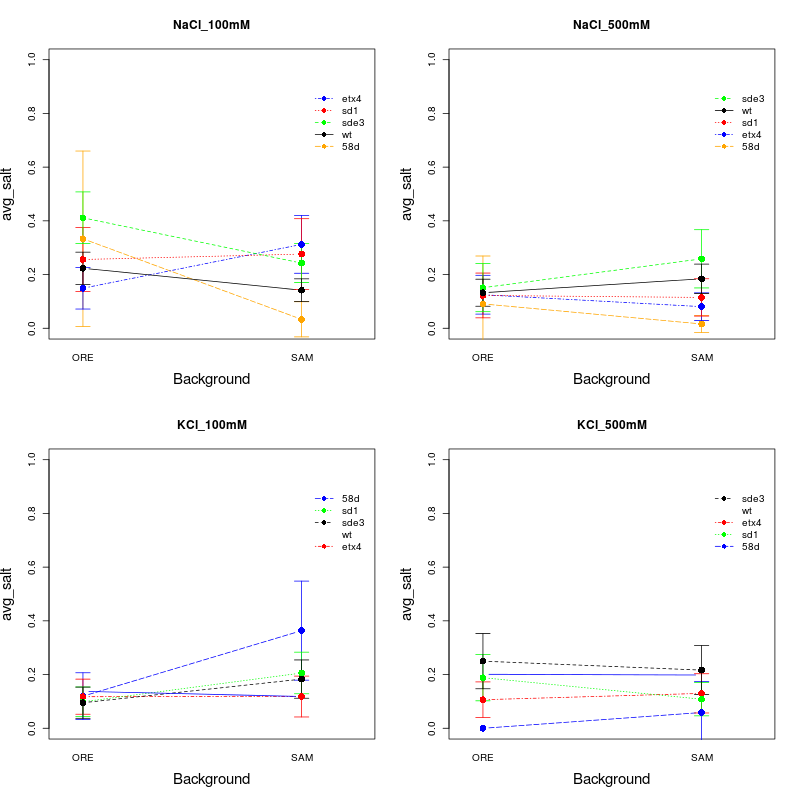 NaCl_100mM
avg_salt
1.0
0.8
0.6
0.4
0.2
0.0
etx4
sd1
sde3
wt
58d
ORE
SAM
Background
NaCl_500mM
avg_salt
1.0
0.8
0.6
0.4
0.2
0.0
sde3
wt
sd1
etx4
58d
ORE
SAM
Background
KCl_100mM
avg_salt
1.0
0.8
0.6
0.4
0.2
0.0
58d
sd1
sde3
wt
etx4
ORE
SAM
Background
KCl_500mM
avg_salt
1.0
0.8
0.6
0.4
0.2
0.0
sde3
wt
etx4
sd1
58d
ORE
SAM
Background